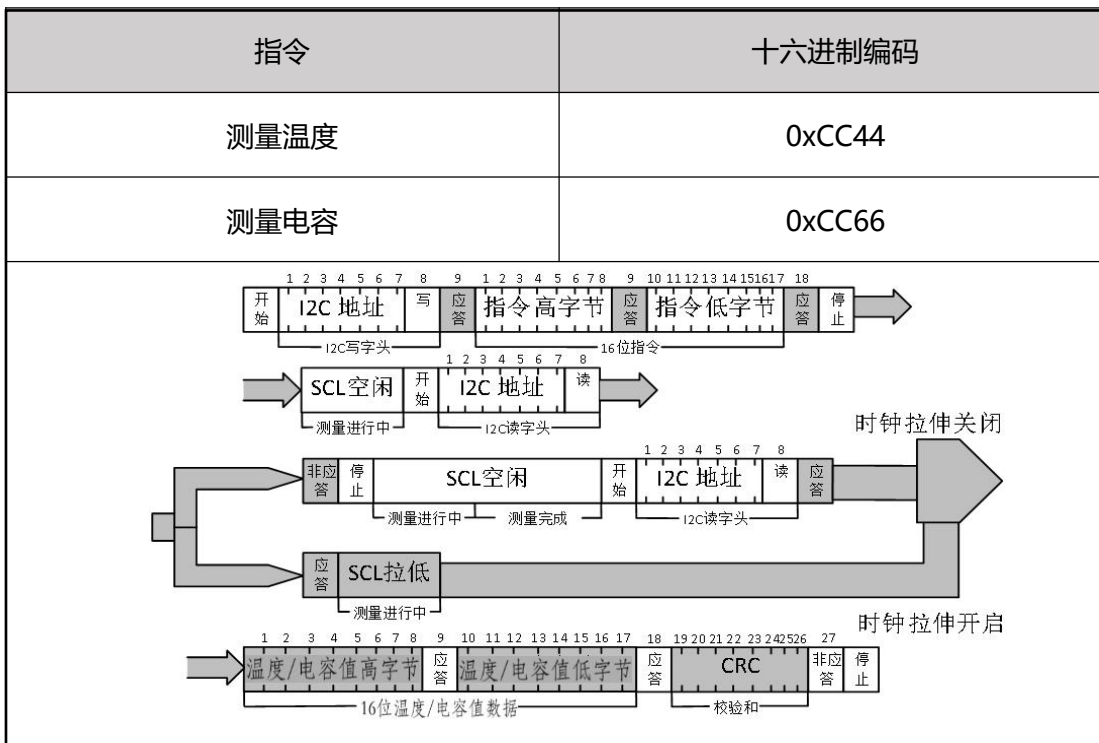 指令 十六进制编码
测量温度 0xCC44
测量电容 0xCC66
1 2 3 4 5 6 7 8 9 1 2 3 4 5 6 7 8 9 10 11 12 13 14 15 16 17 18
开始 I2C 地址 写 应答 指令高字节 应答 指令低字节 应答 停止
I2C写字头 16位指令
1 2 3 4 5 6 7 8
SCL空闲 开始 I2C 地址 读
测量进行中 I2C读字头
时钟拉伸关闭
1 2 3 4 5 6 7 8
非应答 停止 SCL空闲 开始 I2C 地址 读 应答
测量进行中 测量完成 I2C读字头
应答 SCL拉低
测量进行中
时钟拉伸开启
1 2 3 4 5 6 7 8 9 10 11 12 13 14 15 16 17 18 19 20 21 22 23 24 25 26 27
温度/电容值高字节 应答 温度/电容值低字节 应答 CRC 非应答 停止
16位温度/电容值数据 校验和